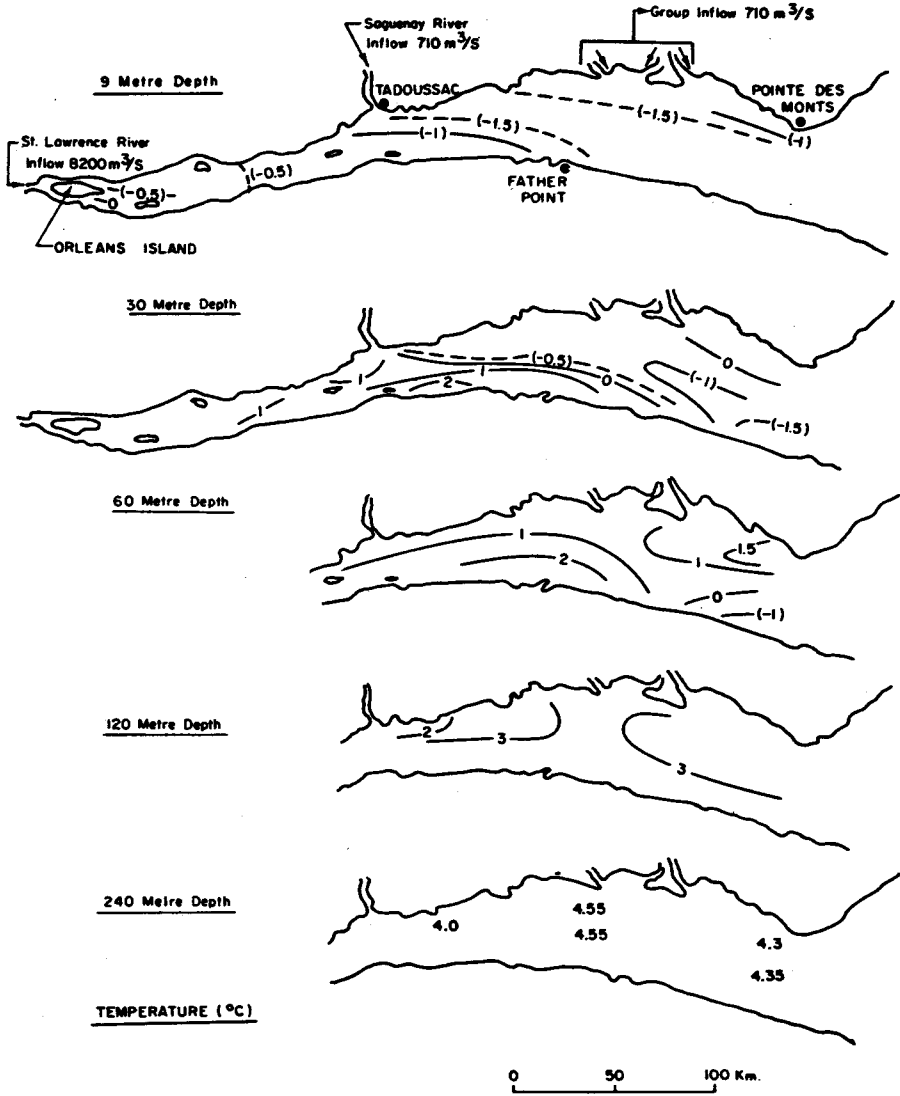 Group Inflow 710 m³/S
Saguenay River
Inflow 710 m³/S
9 Metre Depth
TADOUSSAC
POINTE DES
MONTS
(-1.5)
(-1)
(-1.5)
(-1)
St. Lawrence River
Inflow 8200 m³/S
(-0.5)
(-0.5)
0
FATHER
POINT
ORLEANS ISLAND
30 Metre Depth
0
(-0.5)
1
1
2
0
(-1)
1
(-1.5)
60 Metre Depth
1
1.5
2
1
0
(-1)
120 Metre Depth
2
3
3
240 Metre Depth
4.55
4.0
4.55
4.3
4.35
TEMPERATURE (°C)
0 50 100 Km.